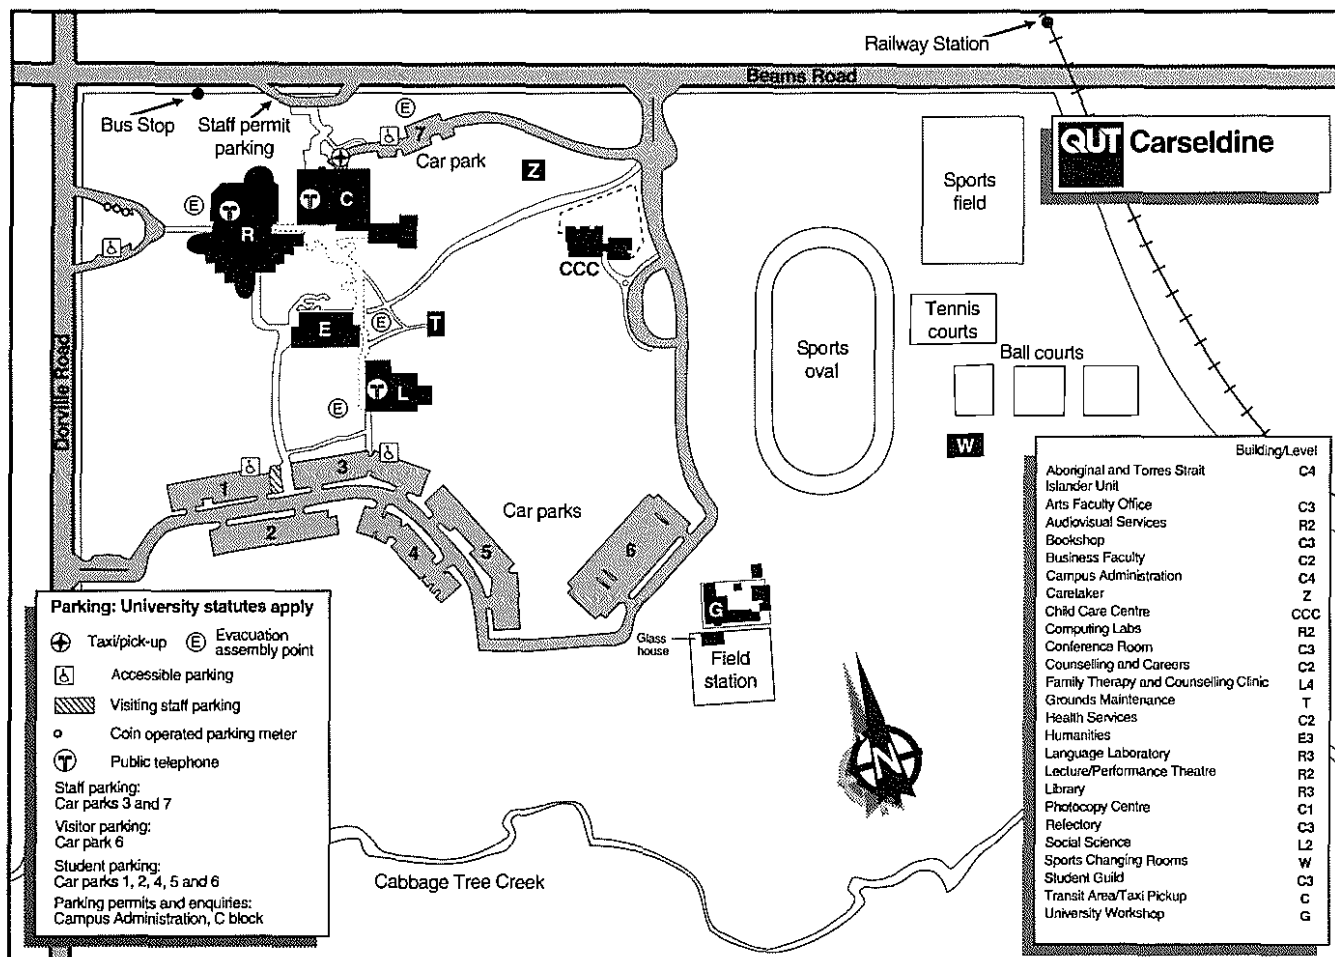 Railway Station
Beams Road
Bus Stop
Staff permit
parking
E
7
Car park
QUT Carseldine
Z
C
Sports
field
E
R
CCC
Tennis
courts
E
E
T
Sports
oval
Ball courts
Dorville Road
L
E
W
3
1
Car parks
2
4
5
6
G
Glass
house
Field
station
N
Cabbage Tree Creek
Parking: University statutes apply
Taxi/pick-up E Evacuation
assembly point
Accessible parking
Visiting staff parking
Coin operated parking meter
T Public telephone
Staff parking:
Car parks 3 and 7
Visitor parking:
Car park 6
Student parking:
Car parks 1, 2, 4, 5 and 6
Parking permits and enquiries:
Campus Administration, C block
Building/Level
Aboriginal and Torres Strait C4
Islander Unit
Arts Faculty Office C3
Audiovisual Services R2
Bookshop C3
Business Faculty C2
Campus Administration C4
Caretaker Z
Child Care Centre CCC
Computing Labs R2
Conference Room C3
Counselling and Careers C2
Family Therapy and Counselling Clinic L4
Grounds Maintenance T
Health Services C2
Humanities E3
Language Laboratory R3
Lecture/Performance Theatre R2
Library R3
Photocopy Centre C1
Refectory C3
Social Science L2
Sports Changing Rooms W
Student Guild C3
Transit Area/Taxi Pickup C
University Workshop G